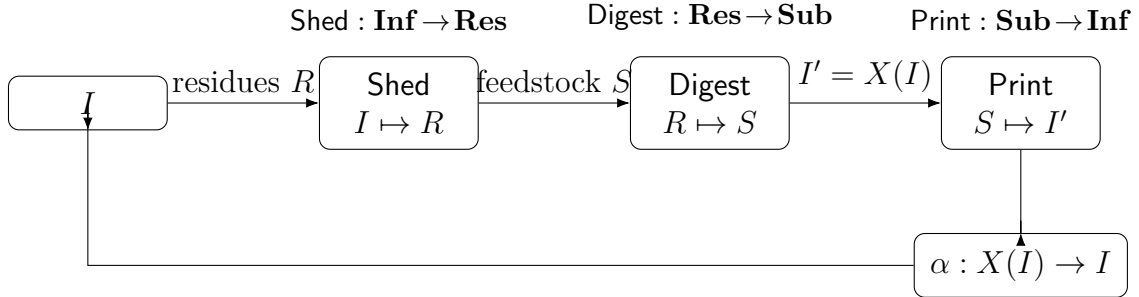 Shed : Inf → Res
Digest : Res → Sub
Print : Sub → Inf
I
residues R
Shed
I ↦ R
feedstock S
Digest
R ↦ S
I′ = X(I)
Print
S ↦ I′
α : X(I) → I